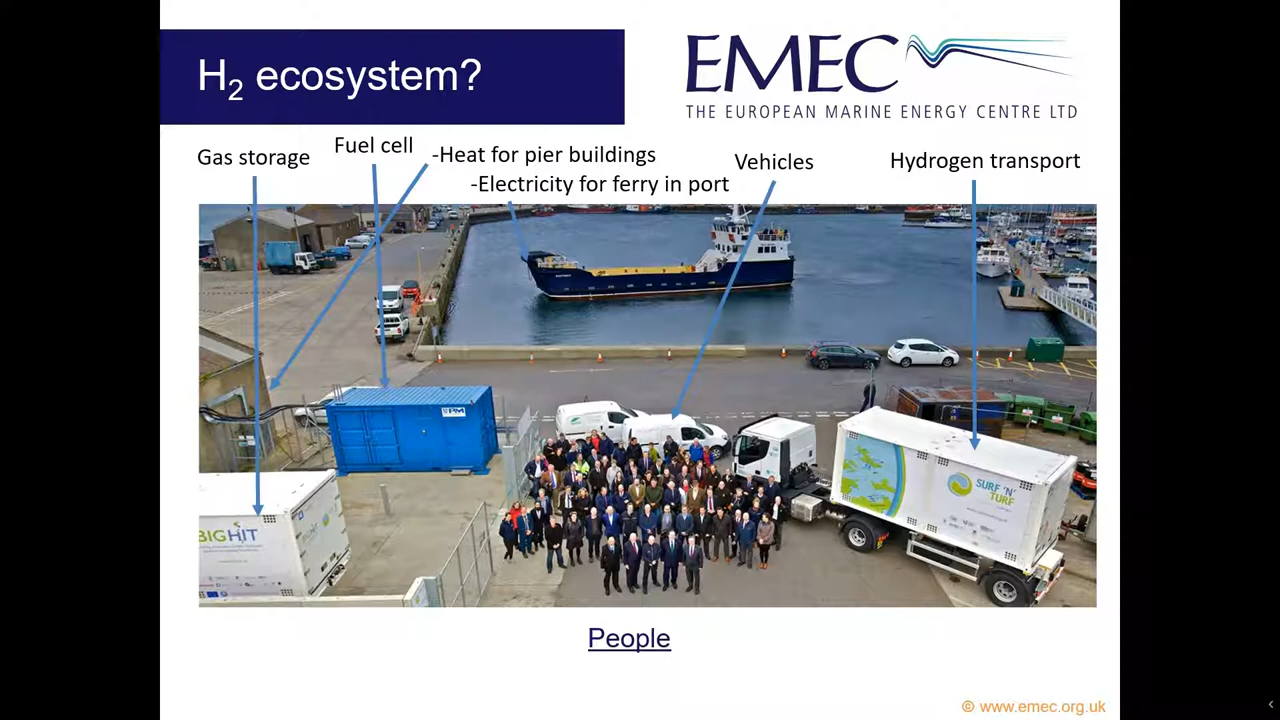 H2 ecosystem?
EMEC
THE EUROPEAN MARINE ENERGY CENTRE LTD
Gas storage
Fuel cell
-Heat for pier buildings
-Electricity for ferry in port
Vehicles
Hydrogen transport
PM
BIGHIT
SURF 'N'
TURF
People
© www.emec.org.uk